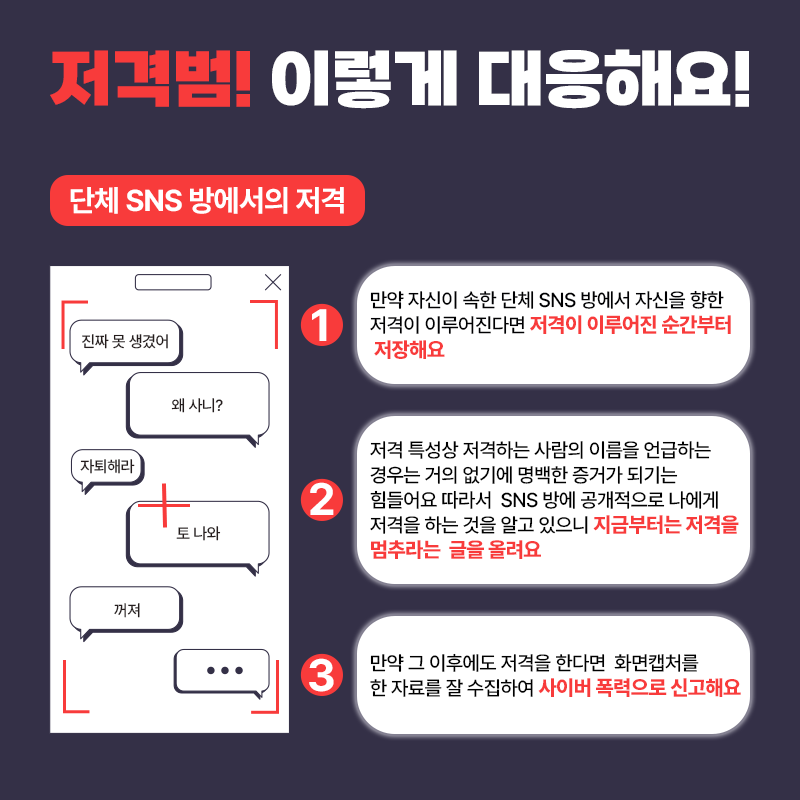 저격범! 이렇게 대응해요!
단체 SNS 방에서의 저격
진짜 못 생겼어
왜 사니?
자퇴해라
토 나와
꺼져
1
만약 자신이 속한 단체 SNS 방에서 자신을 향한
저격이 이루어진다면 저격이 이루어진 순간부터
저장해요
2
저격 특성상 저격하는 사람의 이름을 언급하는
경우는 거의 없기에 명백한 증거가 되기는
힘들어요 따라서 SNS 방에 공개적으로 나에게
저격을 하는 것을 알고 있으니 지금부터는 저격을
멈추라는 글을 올려요
3
만약 그 이후에도 저격을 한다면 화면캡처를
한 자료를 잘 수집하여 사이버 폭력으로 신고해요